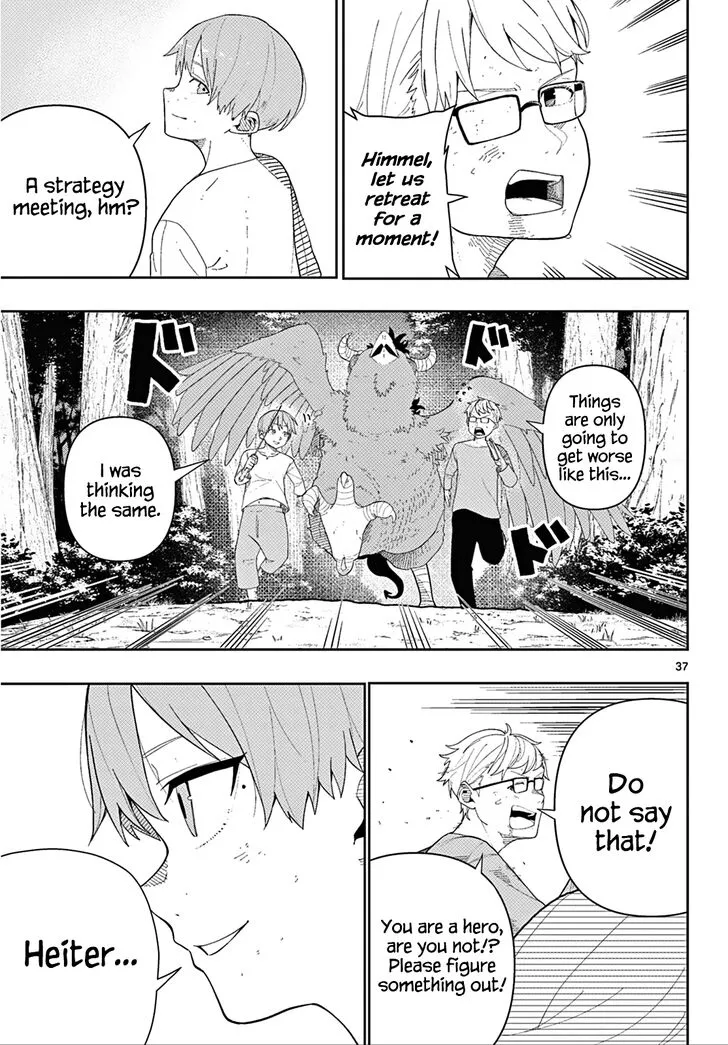 Himmel,
let us
retreat
for a
moment!
A strategy
meeting, hm?
Things
are only
going to
get worse
like this...
ドド
I was
thinking
the same.
ドド
37
Do
not say
that!
You are a hero,
are you not!?
Please figure
something out!
Heiter...